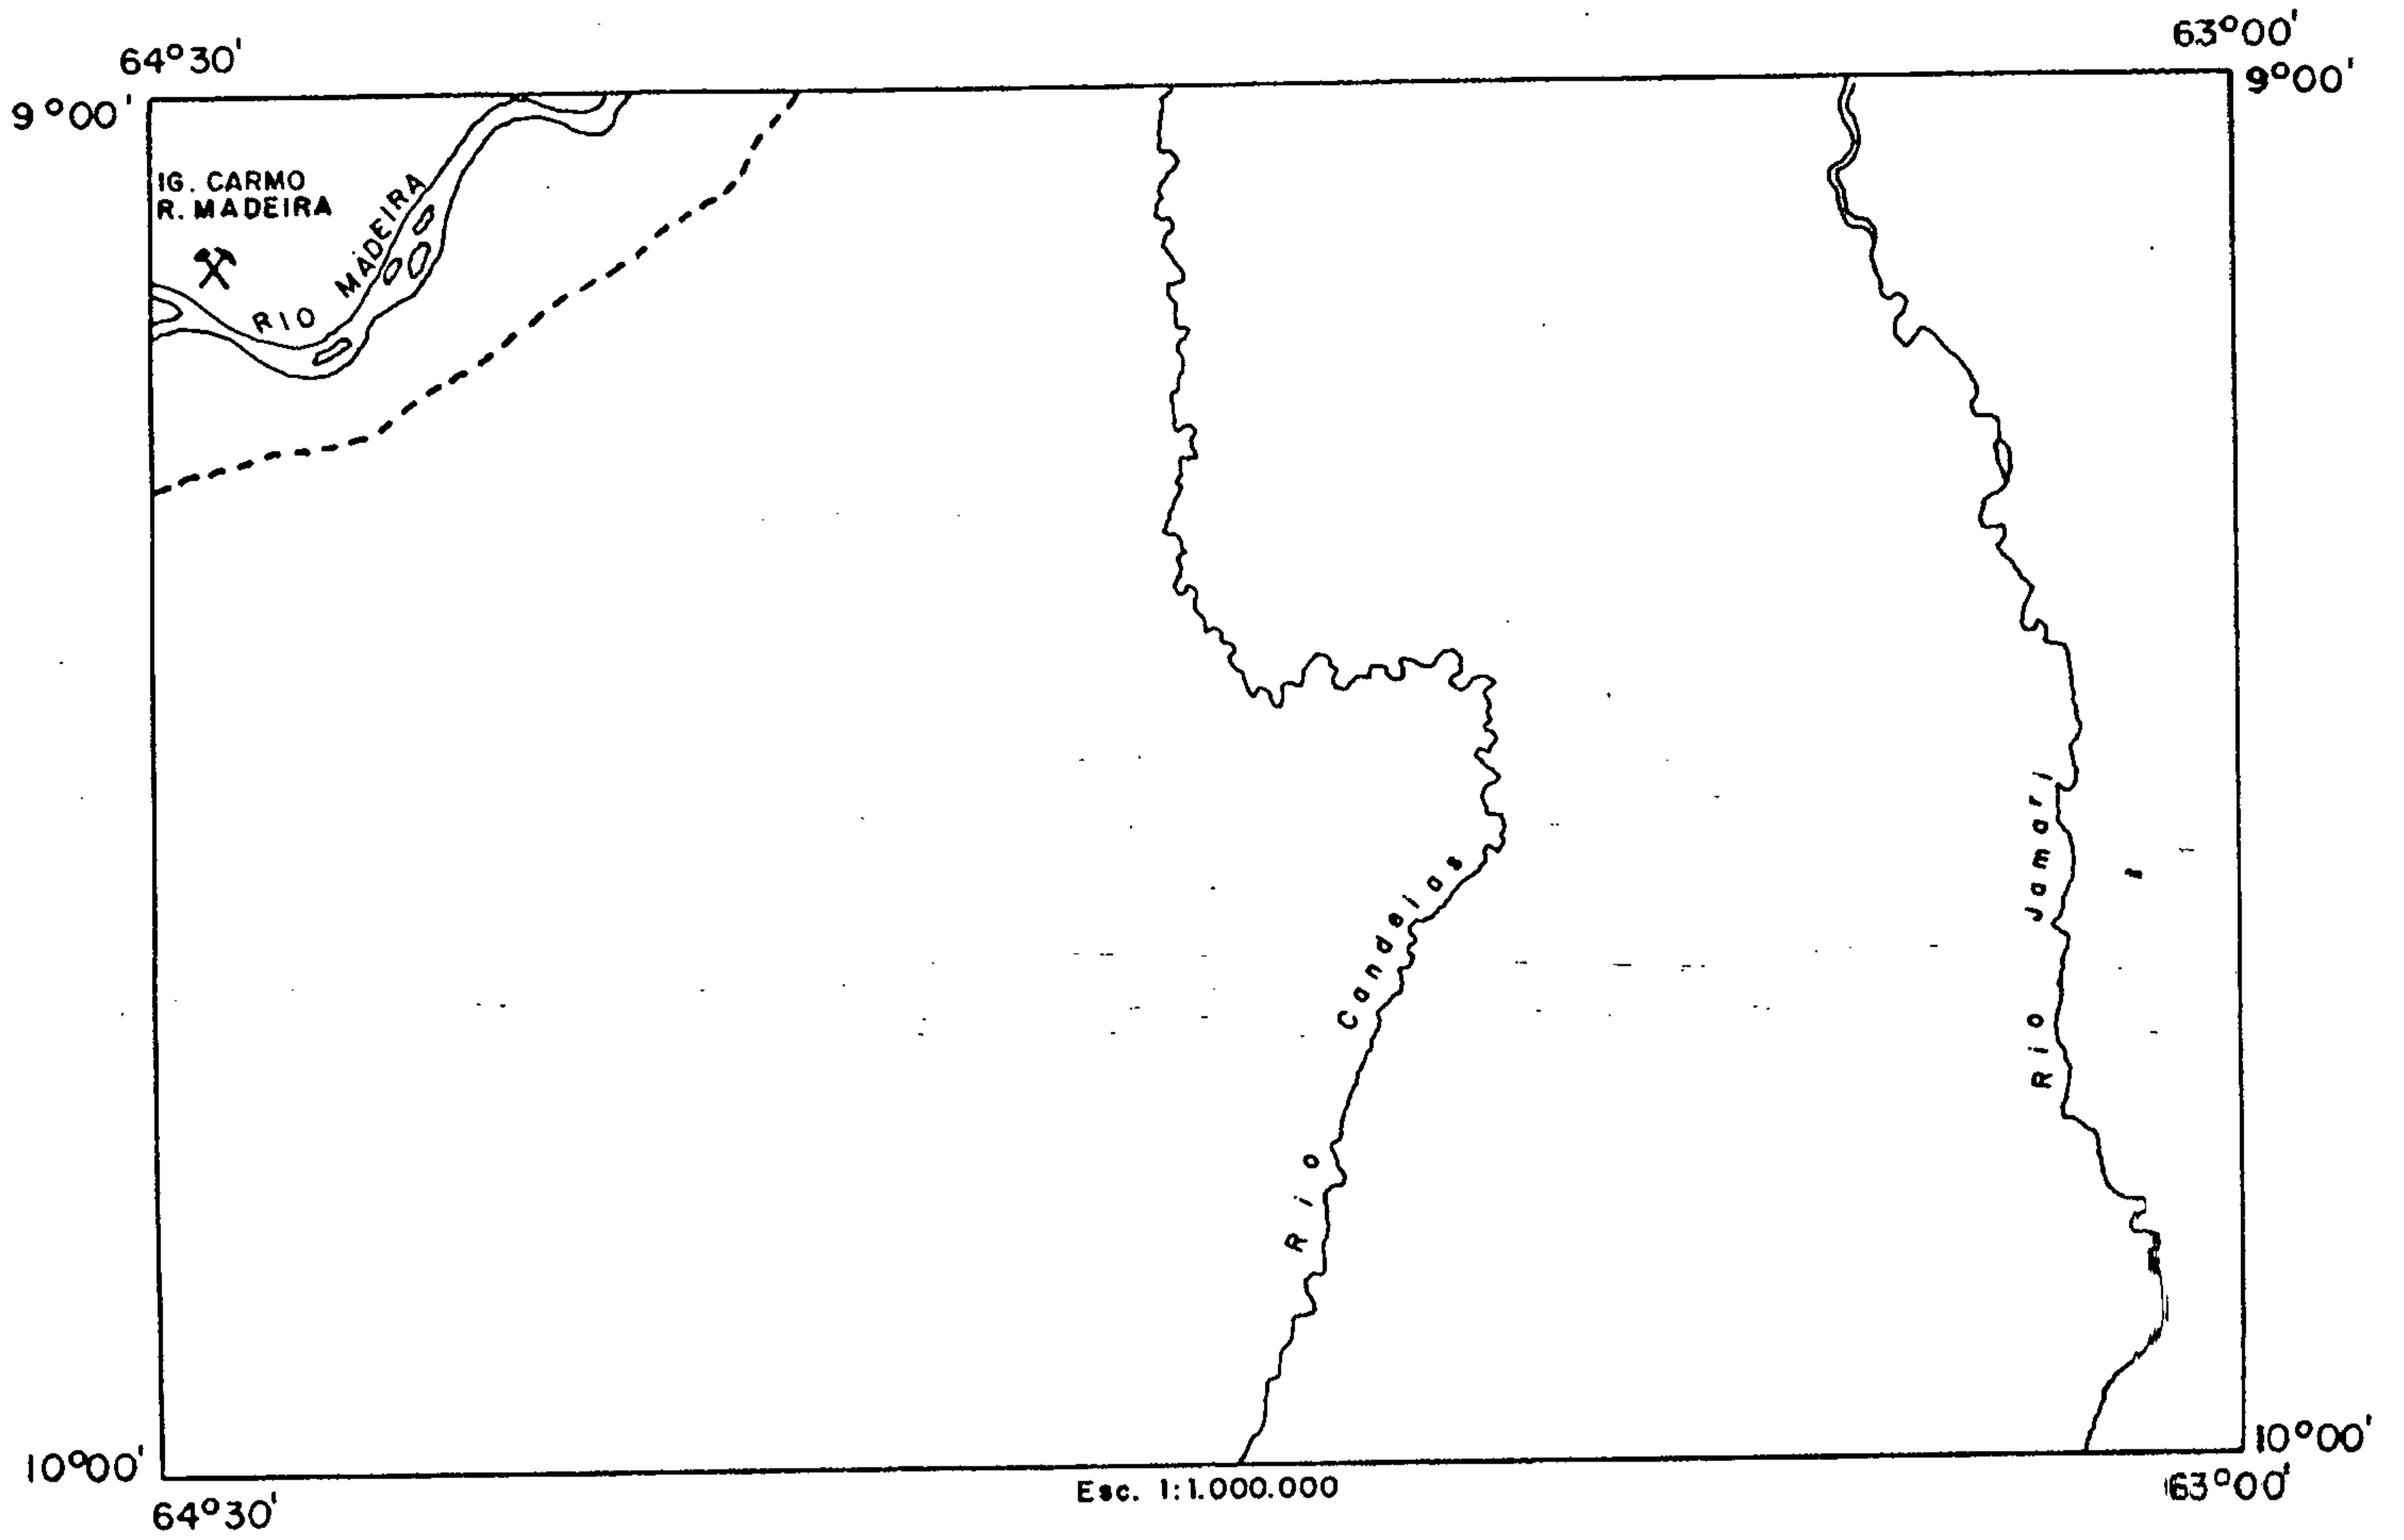 64°30'
63°00'
9°00'
9°00'
IG. CARMO
R. MADEIRA
RIO MADEIRA
Rio Candeias
Rio Jamari
10°00'
10°00'
64°30'
Esc. 1:1.000.000
63°00'